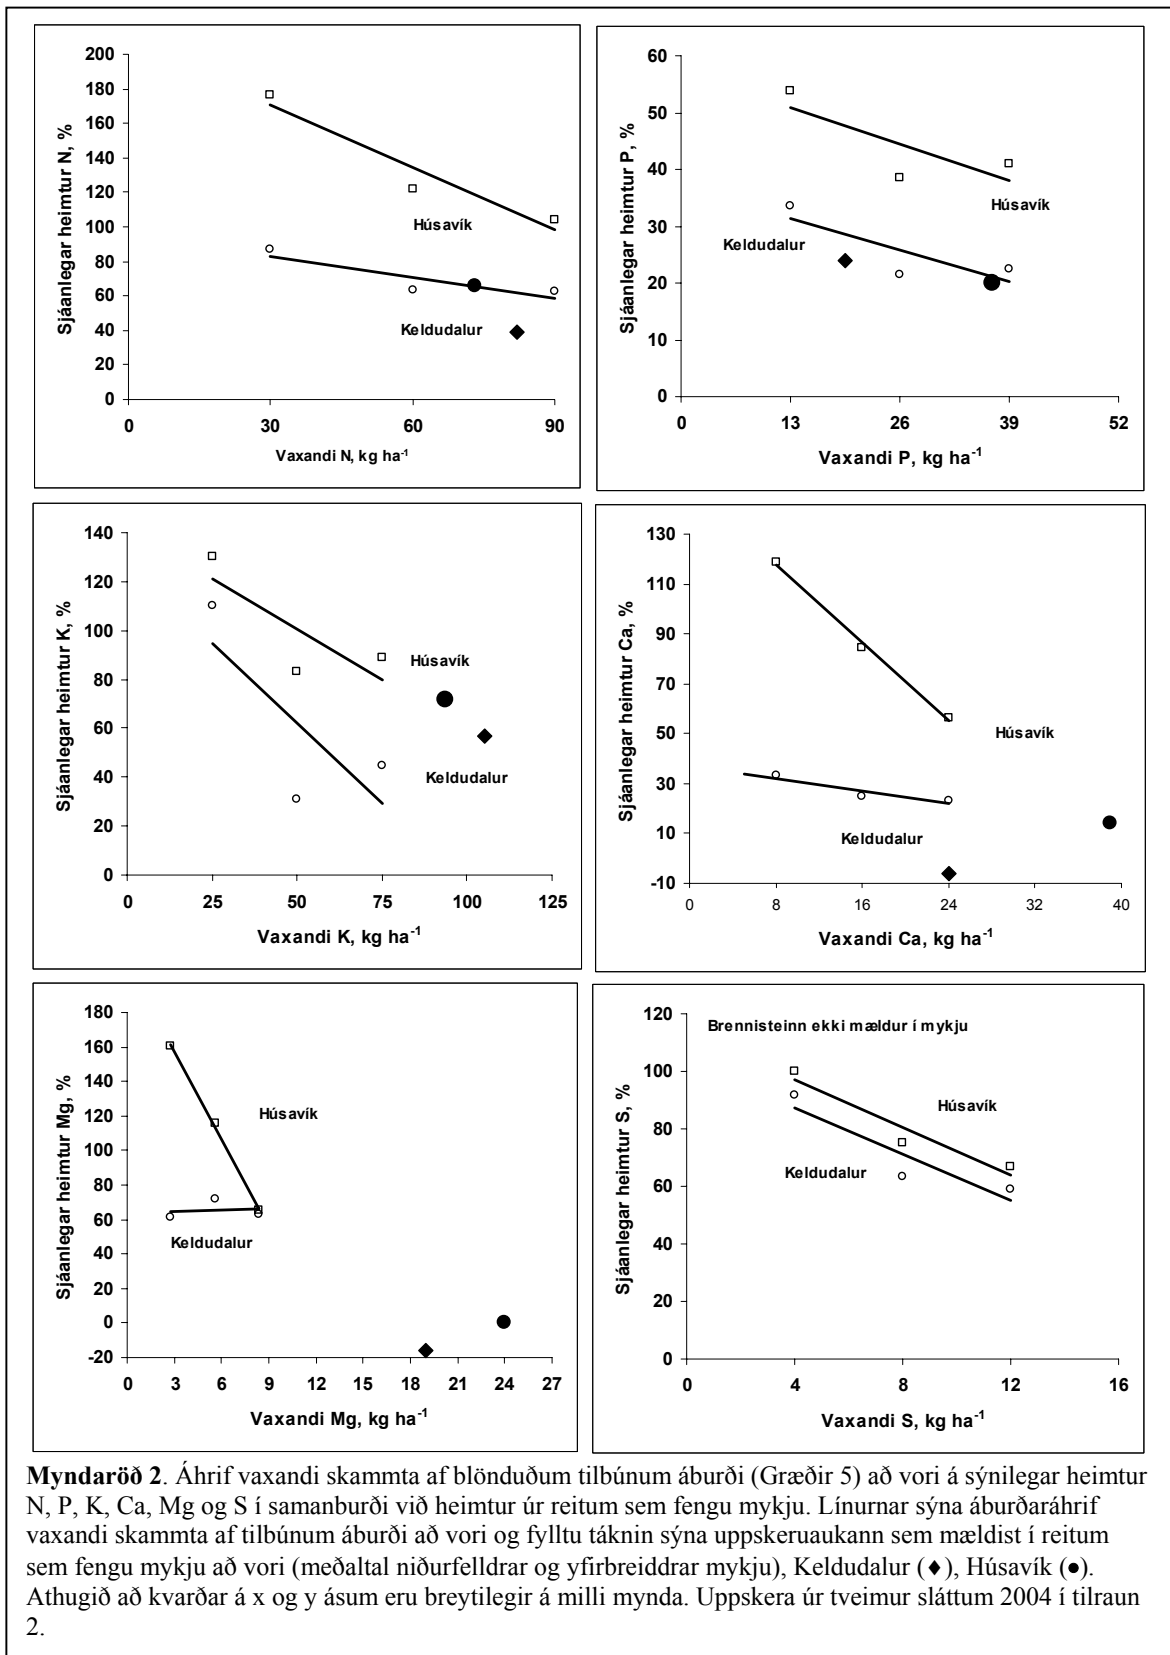 200
180
160
140
120
100
80
60
40
20
0
Sjáanlegar heimtur N, %
Húsavík
Keldudalur
0 30 60 90
Vaxandi N, kg ha⁻¹
60
50
40
30
20
10
0
Sjáanlegar heimtur P, %
Húsavík
Keldudalur
0 13 26 39 52
Vaxandi P, kg ha⁻¹
140
120
100
80
60
40
20
0
Sjáanlegar heimtur K, %
Húsavík
Keldudalur
0 25 50 75 100 125
Vaxandi K, kg ha⁻¹
130
110
90
70
50
30
10
-10
Sjáanlegar heimtur Ca, %
Húsavík
Keldudalur
0 8 16 24 32 40
Vaxandi Ca, kg ha⁻¹
180
160
140
120
100
80
60
40
20
0
-20
Sjáanlegar heimtur Mg, %
Húsavík
Keldudalur
0 3 6 9 12 15 18 21 24 27
Vaxandi Mg, kg ha⁻¹
120
100
80
60
40
20
0
Sjáanlegar heimtur S, %
Brennisteinn ekki mældur í mykju
Húsavík
Keldudalur
0 4 8 12 16
Vaxandi S, kg ha⁻¹
Myndaröð 2. Áhrif vaxandi skammta af blönduðum tilbúnum áburði (Græðir 5) að vori á sýnilegar heimtur
N, P, K, Ca, Mg og S í samanburði við heimtur úr reitum sem fengu mykju. Línurnar sýna áburðaráhrif
vaxandi skammta af tilbúnum áburði að vori og fylltu táknin sýna uppskeruaukann sem mældist í reitum
sem fengu mykju að vori (meðaltal niðurfelldrar og yfirbreiddrar mykju), Keldudalur (♦), Húsavík (●).
Athugið að kvarðar á x og y ásum eru breytilegir á milli mynda. Uppskera úr tveimur sláttum 2004 í tilraun
2.